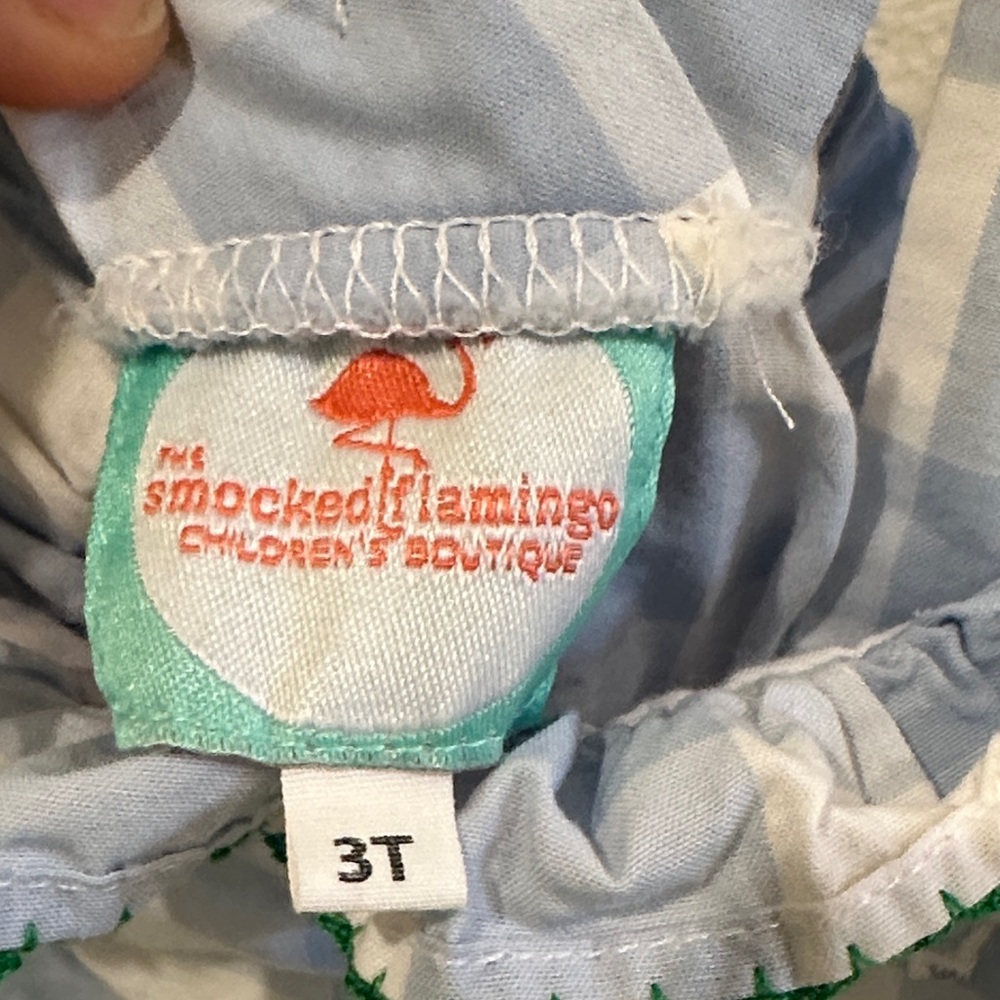 THE
smocked flamingo
CHILDREN'S BOUTIQUE
3T